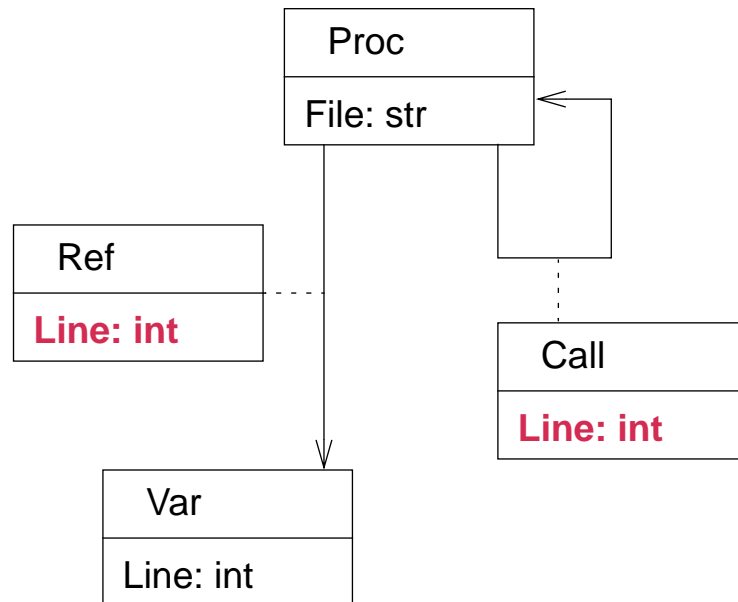 Proc
File: str
Ref
Line: int
Call
Line: int
Var
Line: int